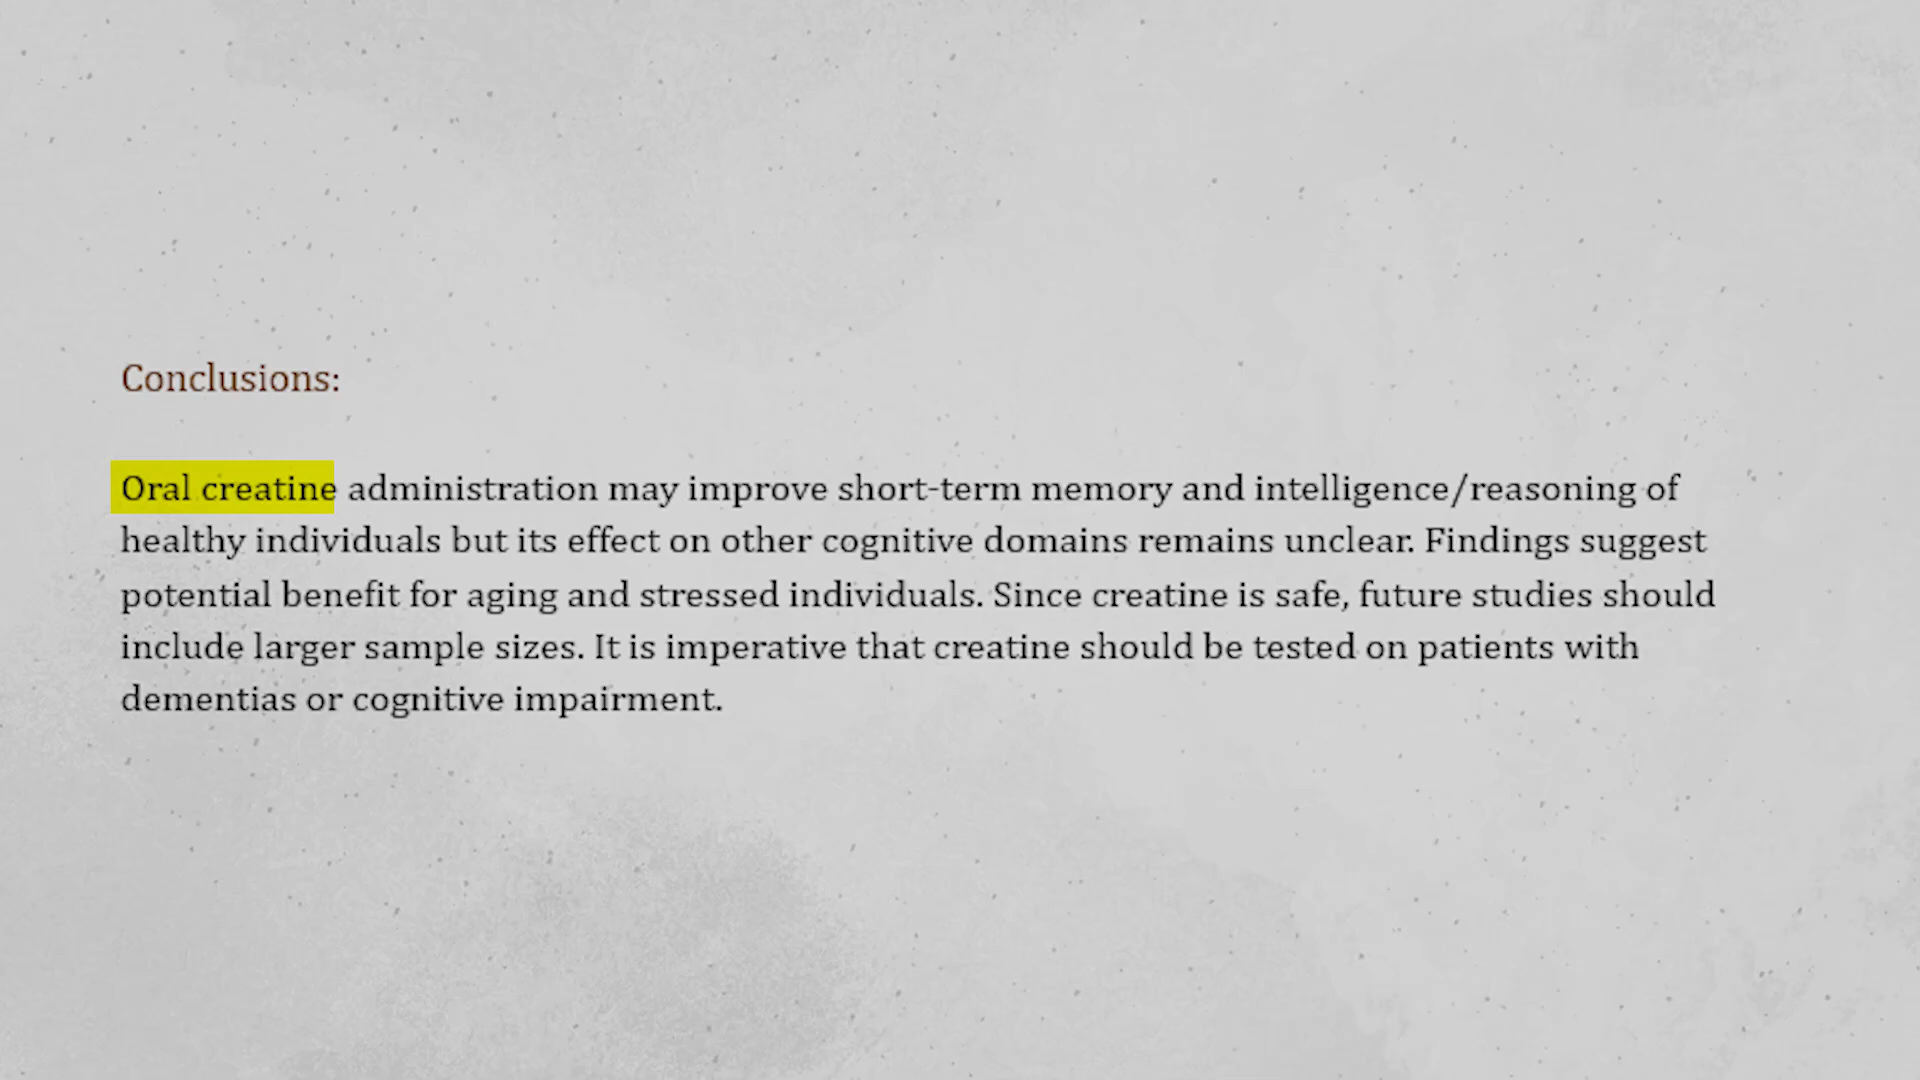 Conclusions:
Oral creatine administration may improve short-term memory and intelligence/reasoning of
healthy individuals but its effect on other cognitive domains remains unclear. Findings suggest
potential benefit for aging and stressed individuals. Since creatine is safe, future studies should
include larger sample sizes. It is imperative that creatine should be tested on patients with
dementias or cognitive impairment.